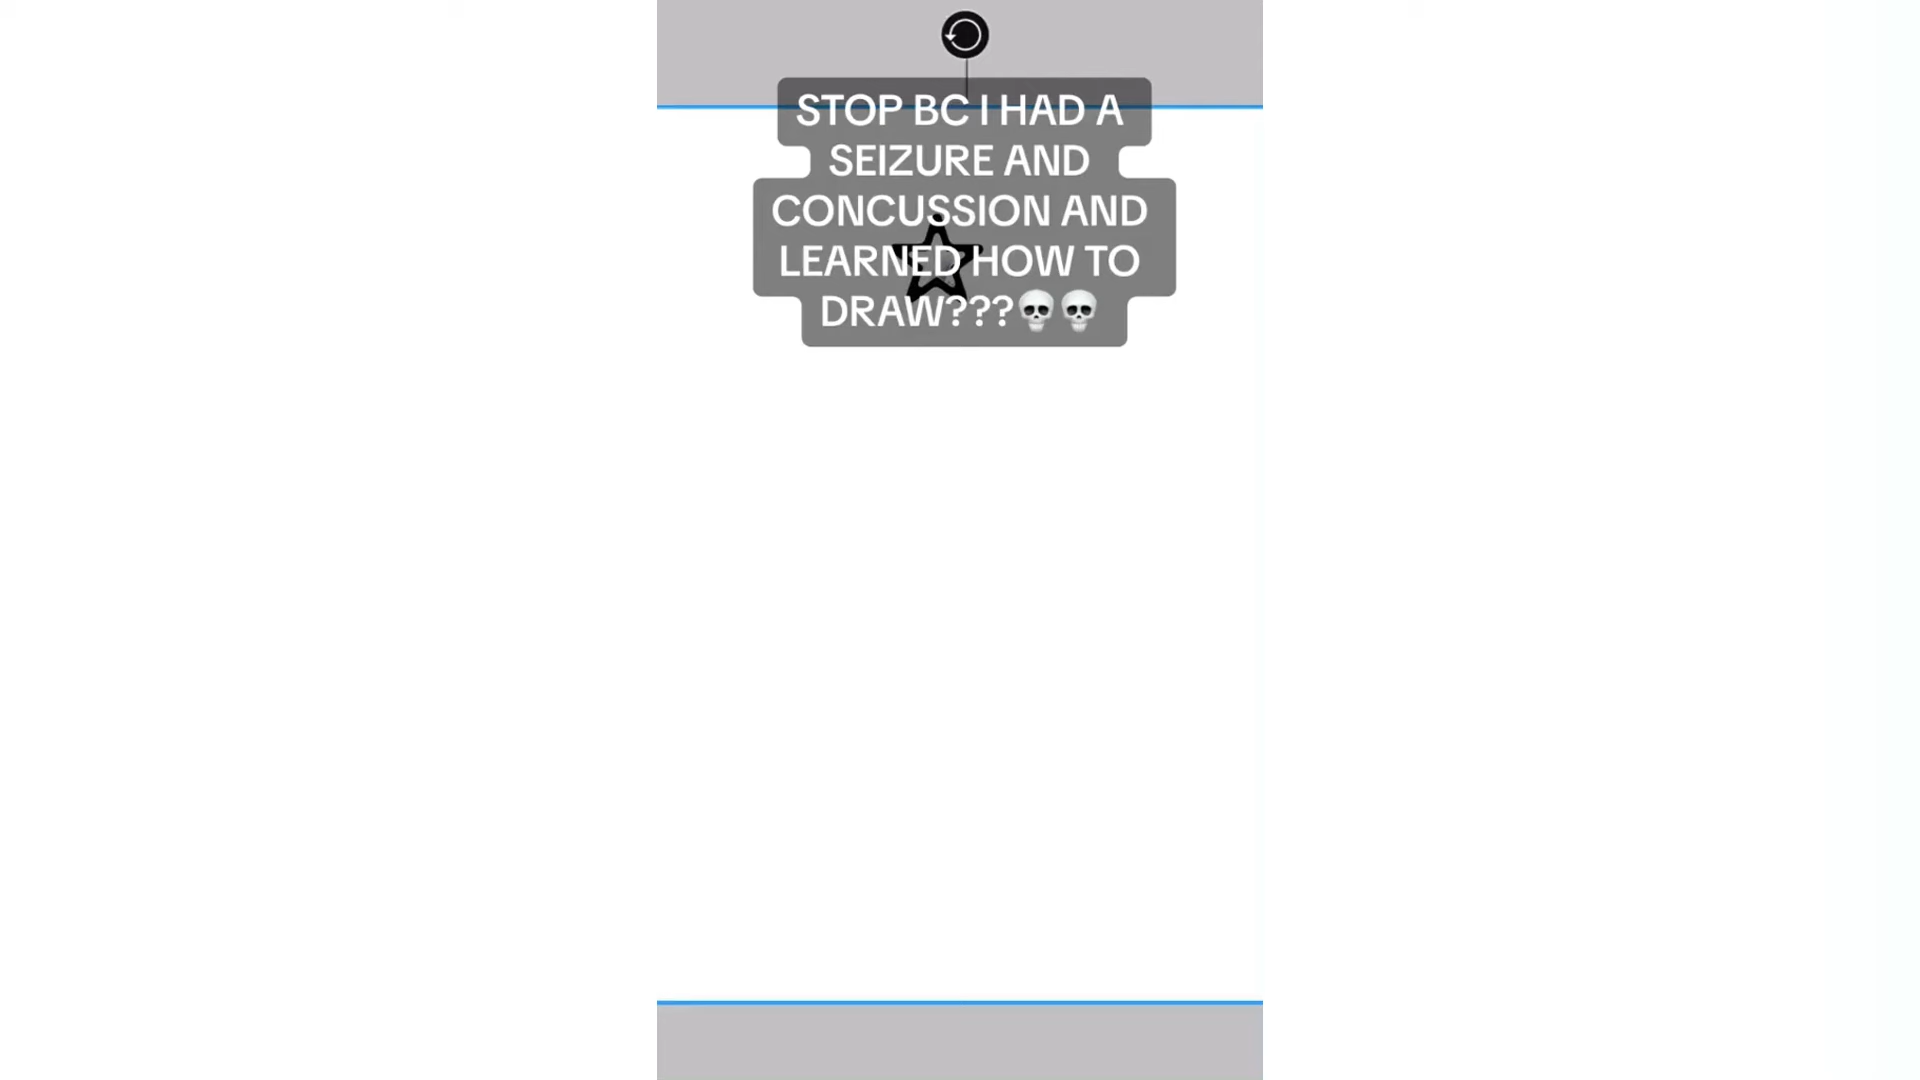 STOP BC I HAD A
SEIZURE AND
CONCUSSION AND
LEARNED HOW TO
DRAW???💀💀